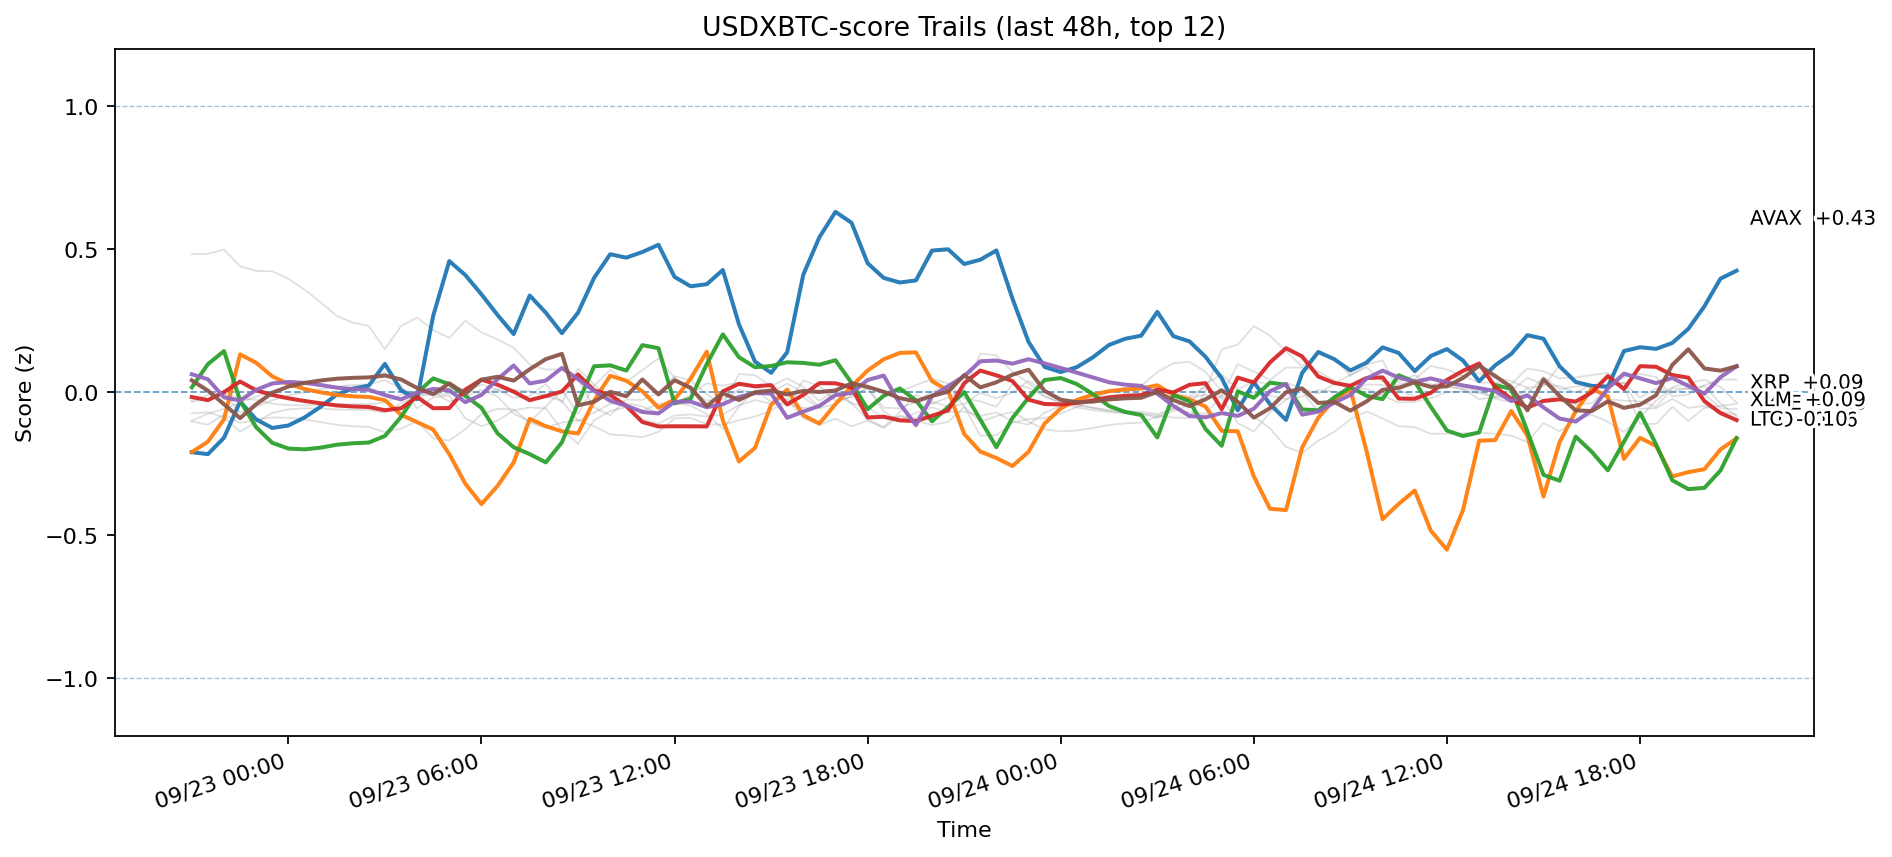 USDXBTC-score Trails (last 48h, top 12)
Score (z)
1.0
0.5
0.0
−0.5
−1.0
AVAX +0.43
XRP +0.09
XLM +0.09
LTC
09/23 00:00
09/23 06:00
09/23 12:00
09/23 18:00
09/24 00:00
09/24 06:00
09/24 12:00
09/24 18:00
Time